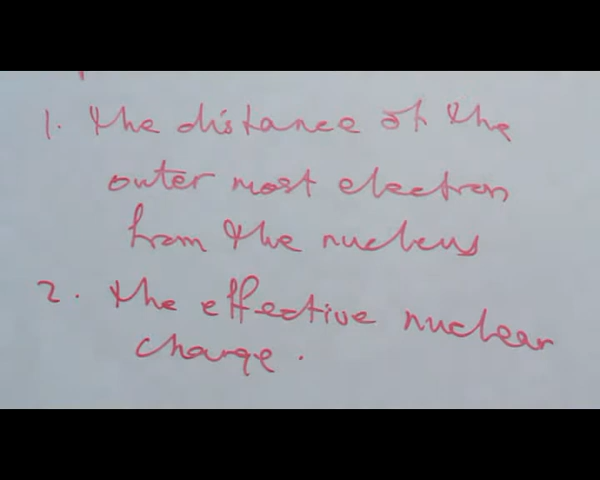 1. the distance of the
outer most electron
from the nucleus
2. the effective nuclear
charge.